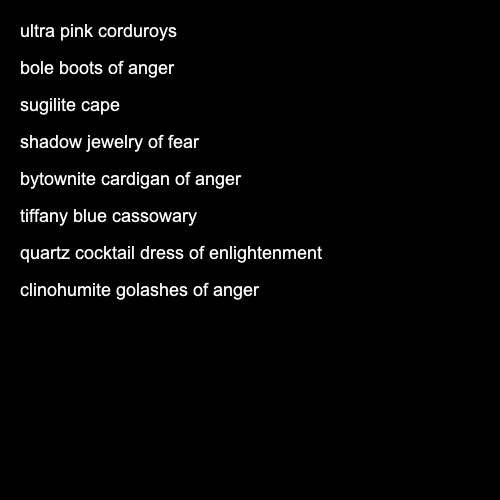 ultra pink corduroys
bole boots of anger
sugilite cape
shadow jewelry of fear
bytownite cardigan of anger
tiffany blue cassowary
quartz cocktail dress of enlightenment
clinohumite golashes of anger